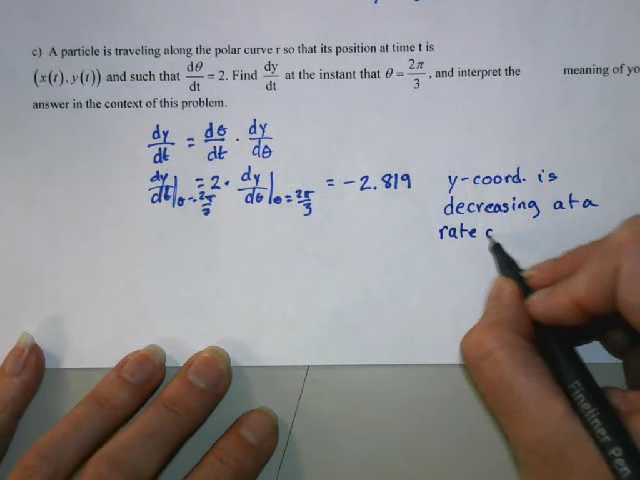 c) A particle is traveling along the polar curve r so that its position at time t is
(x(t), y(t)) and such that dθ/dt = 2. Find dy/dt at the instant that θ = 2π/3, and interpret the meaning of yo
answer in the context of this problem.
dy/dt = dθ/dt · dy/dθ
dy/dt|θ=2π/3 = 2 · dy/dθ|θ=2π/3 = -2.819
y-coord. is
decreasing at a
rate
Fineliner Pen